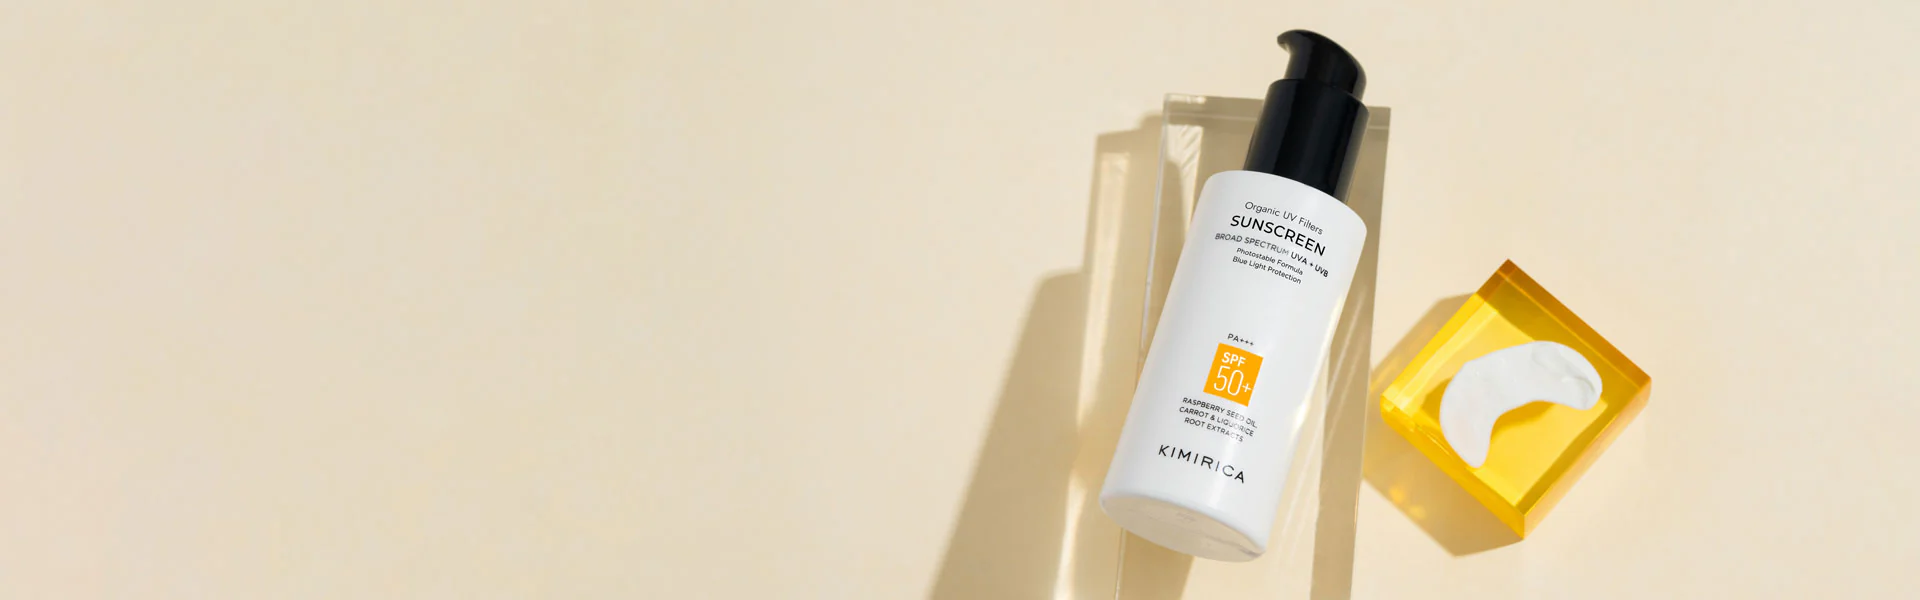 Organic UV Filters
SUNSCREEN
BROAD SPECTRUM UVA + UVB
Photostable Formula
Blue Light Protection
PA+++
SPF
50+
RASPBERRY SEED OIL,
CARROT & LIQUORICE
ROOT EXTRACTS
KIMIRICA